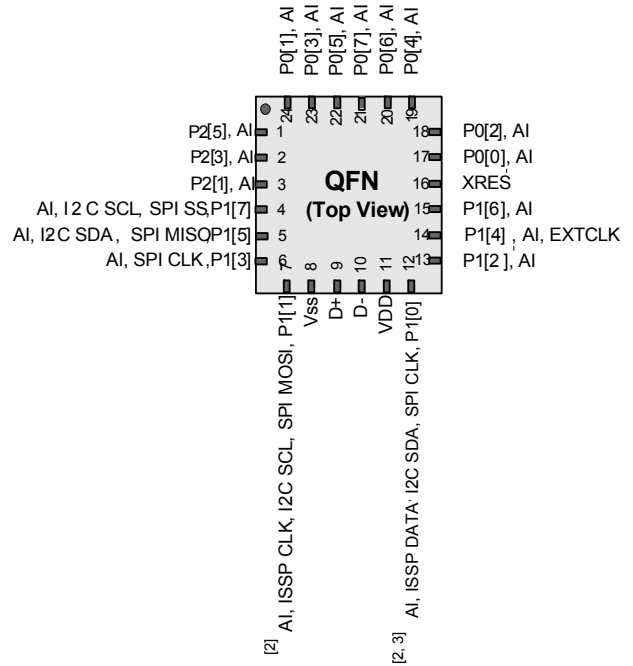 P0[1], AI
P0[3], AI
P0[5], AI
P0[7], AI
P0[6], AI
P0[4], AI
24
23
22
21
20
19
P2[5], AI
1
18
P0[2], AI
P2[3], AI
2
17
P0[0], AI
P2[1], AI
3
QFN
16
XRES
AI, I2 C SCL, SPI SS,P1[7]
4
(Top View)
15
P1[6], AI
AI, I2C SDA , SPI MISO,P1[5]
5
14
P1[4] , AI, EXTCLK
AI, SPI CLK ,P1[3]
6
13
P1[2 ], AI
7
8
9
10
11
12
[2] AI, ISSP CLK, I2C SCL, SPI MOSI, P1[1]
Vss
D+
D-
VDD
[2, 3] AI, ISSP DATA, I2C SDA, SPI CLK, P1[0]